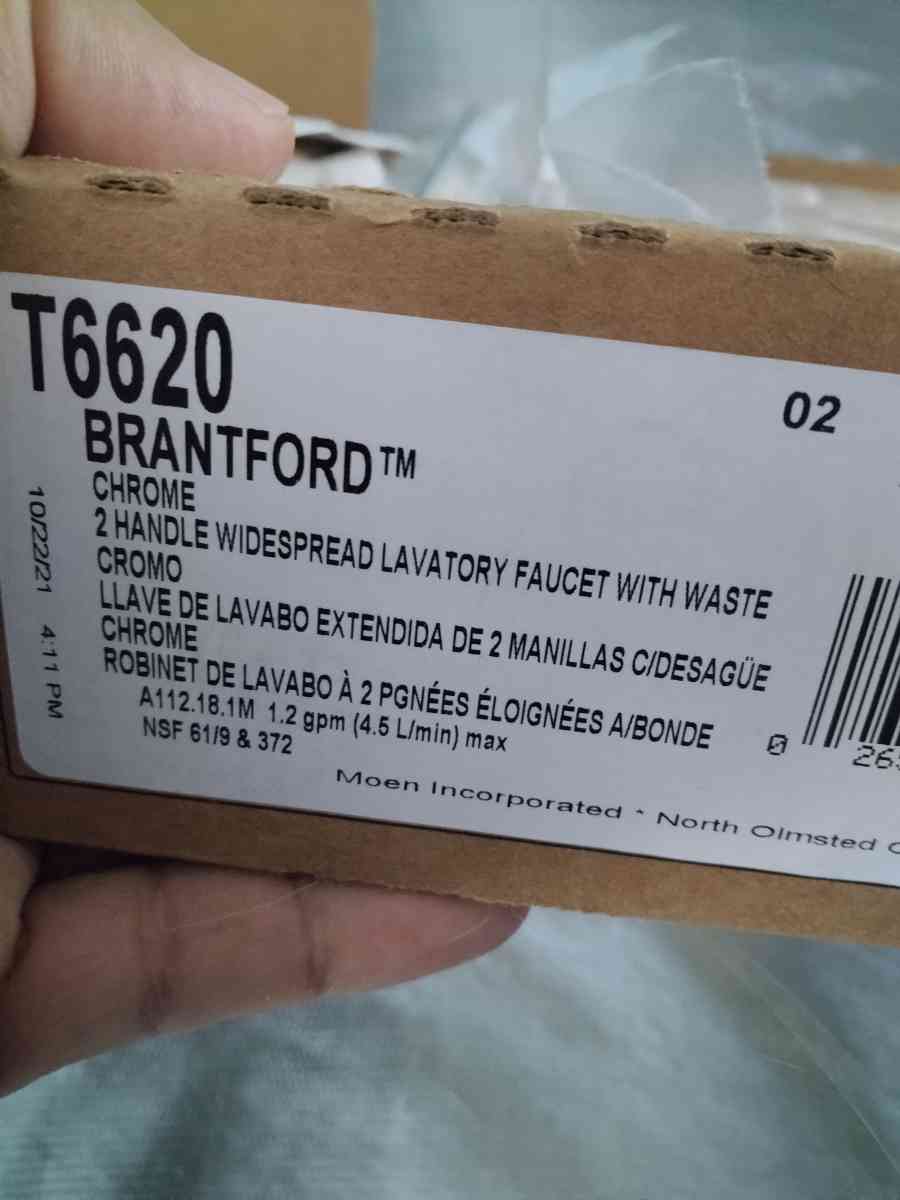 T6620
02
BRANTFORD™
CHROME
2 HANDLE WIDESPREAD LAVATORY FAUCET WITH WASTE
CROMO
LLAVE DE LAVABO EXTENDIDA DE 2 MANILLAS C/DESAGÜE
CHROME
ROBINET DE LAVABO À 2 PGNÉES ÉLOIGNÉES A/BONDE
A112.18.1M 1.2 gpm (4.5 L/min) max
NSF 61/9 & 372
Moen Incorporated * North Olmsted
10/22/21 4:11 PM
0 26